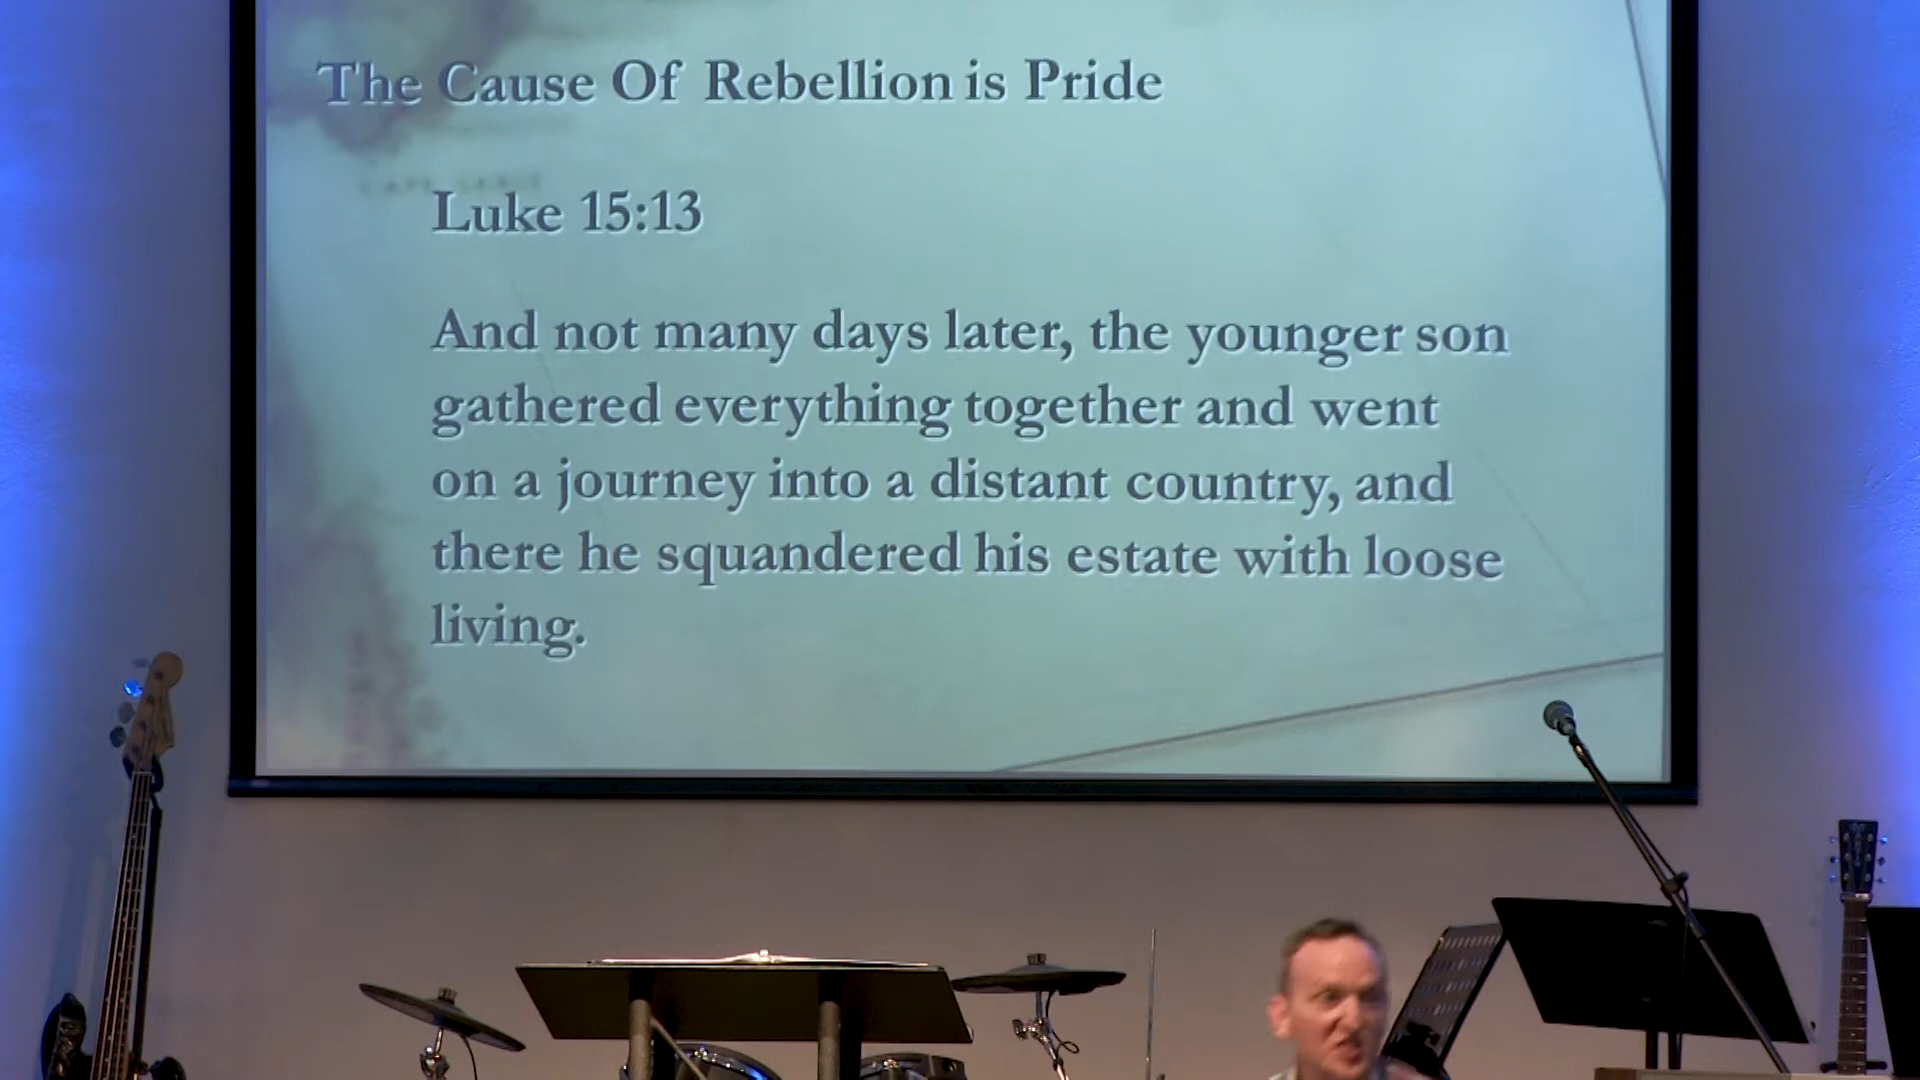 The Cause Of Rebellion is Pride
Luke 15:13
And not many days later, the younger son
gathered everything together and went
on a journey into a distant country, and
there he squandered his estate with loose
living.